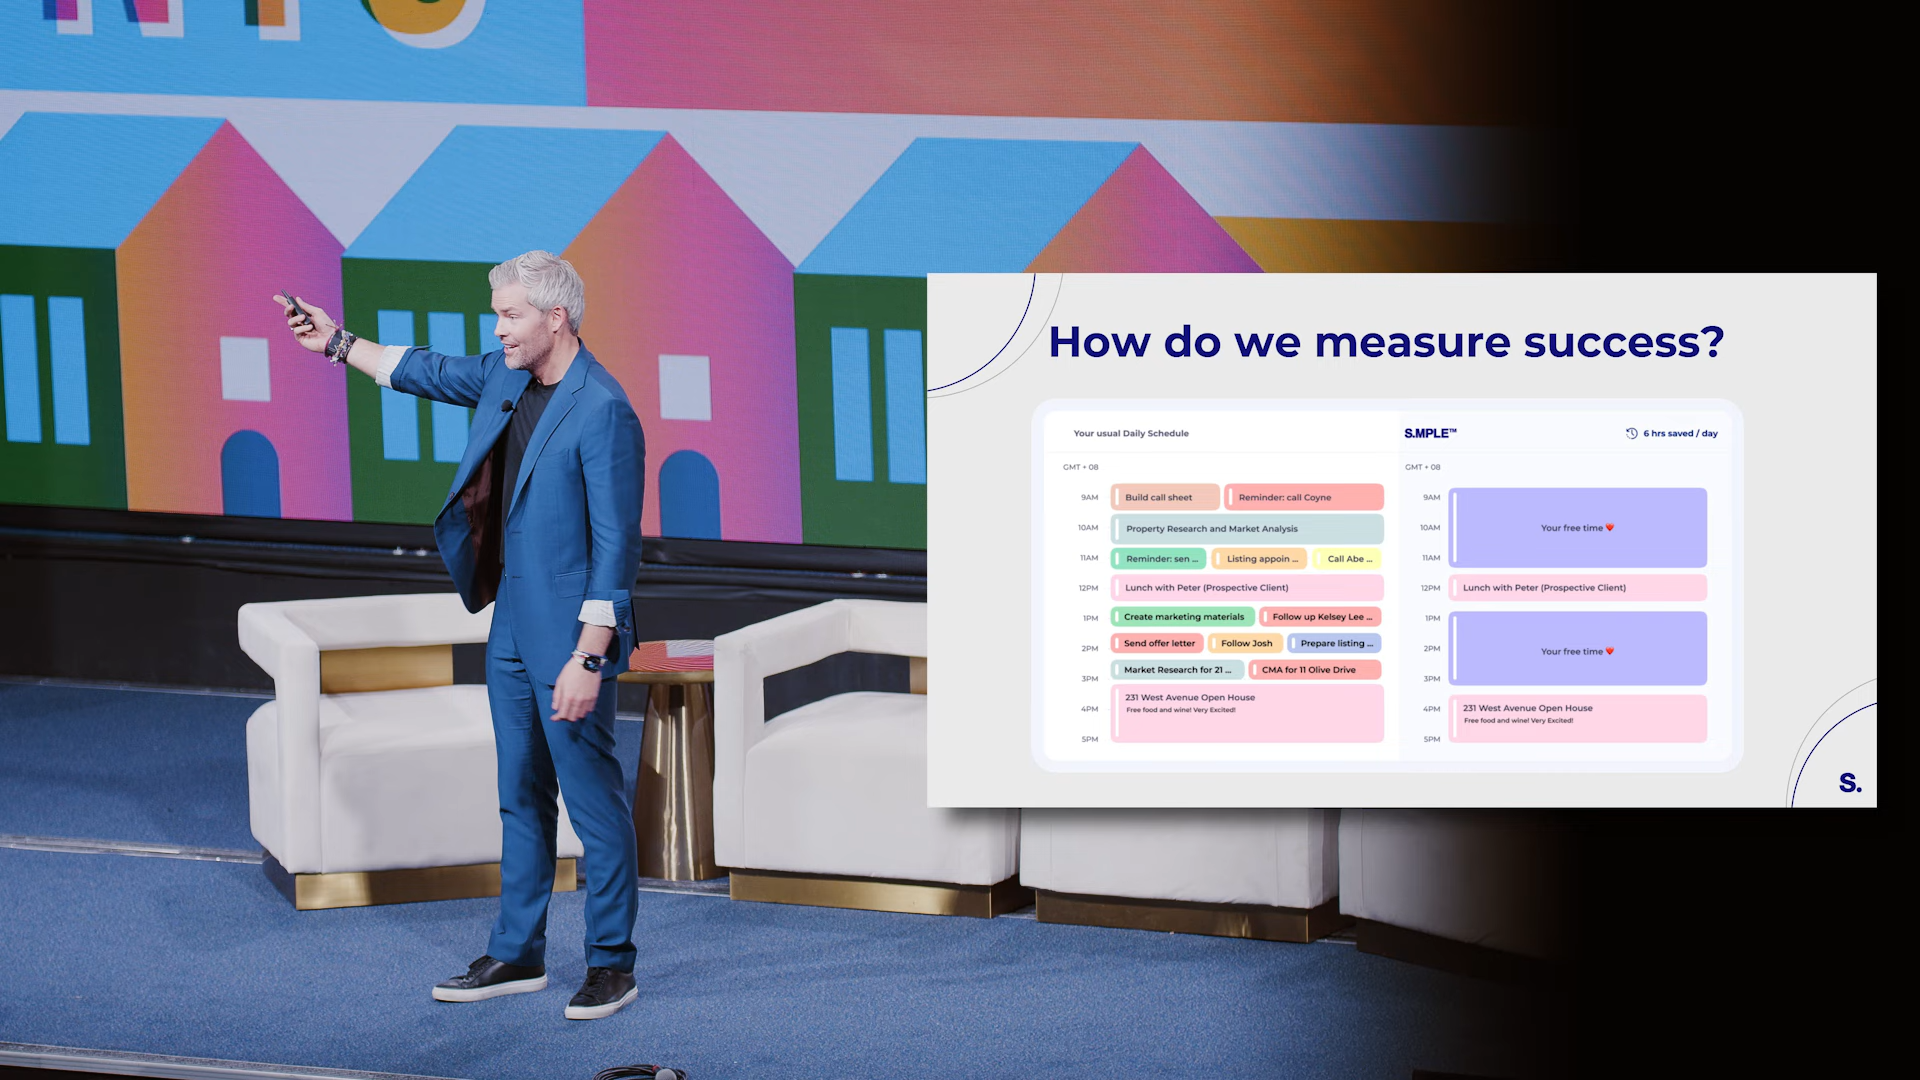 How do we measure success?
Your usual Daily Schedule
GMT + 08
9AM
Build call sheet
Reminder: call Coyne
10AM
Property Research and Market Analysis
11AM
Reminder: sen ...
Listing appoin ...
Call Abe ...
12PM
Lunch with Peter (Prospective Client)
1PM
Create marketing materials
Follow up Kelsey Lee ...
2PM
Send offer letter
Follow Josh
Prepare listing ...
Market Research for 21 ...
CMA for 11 Olive Drive
3PM
231 West Avenue Open House
4PM
Free food and wine! Very Excited!
5PM
S.MPLE™
6 hrs saved / day
GMT + 08
9AM
10AM
Your free time
11AM
12PM
Lunch with Peter (Prospective Client)
1PM
2PM
Your free time
3PM
4PM
231 West Avenue Open House
Free food and wine! Very Excited!
5PM
S.